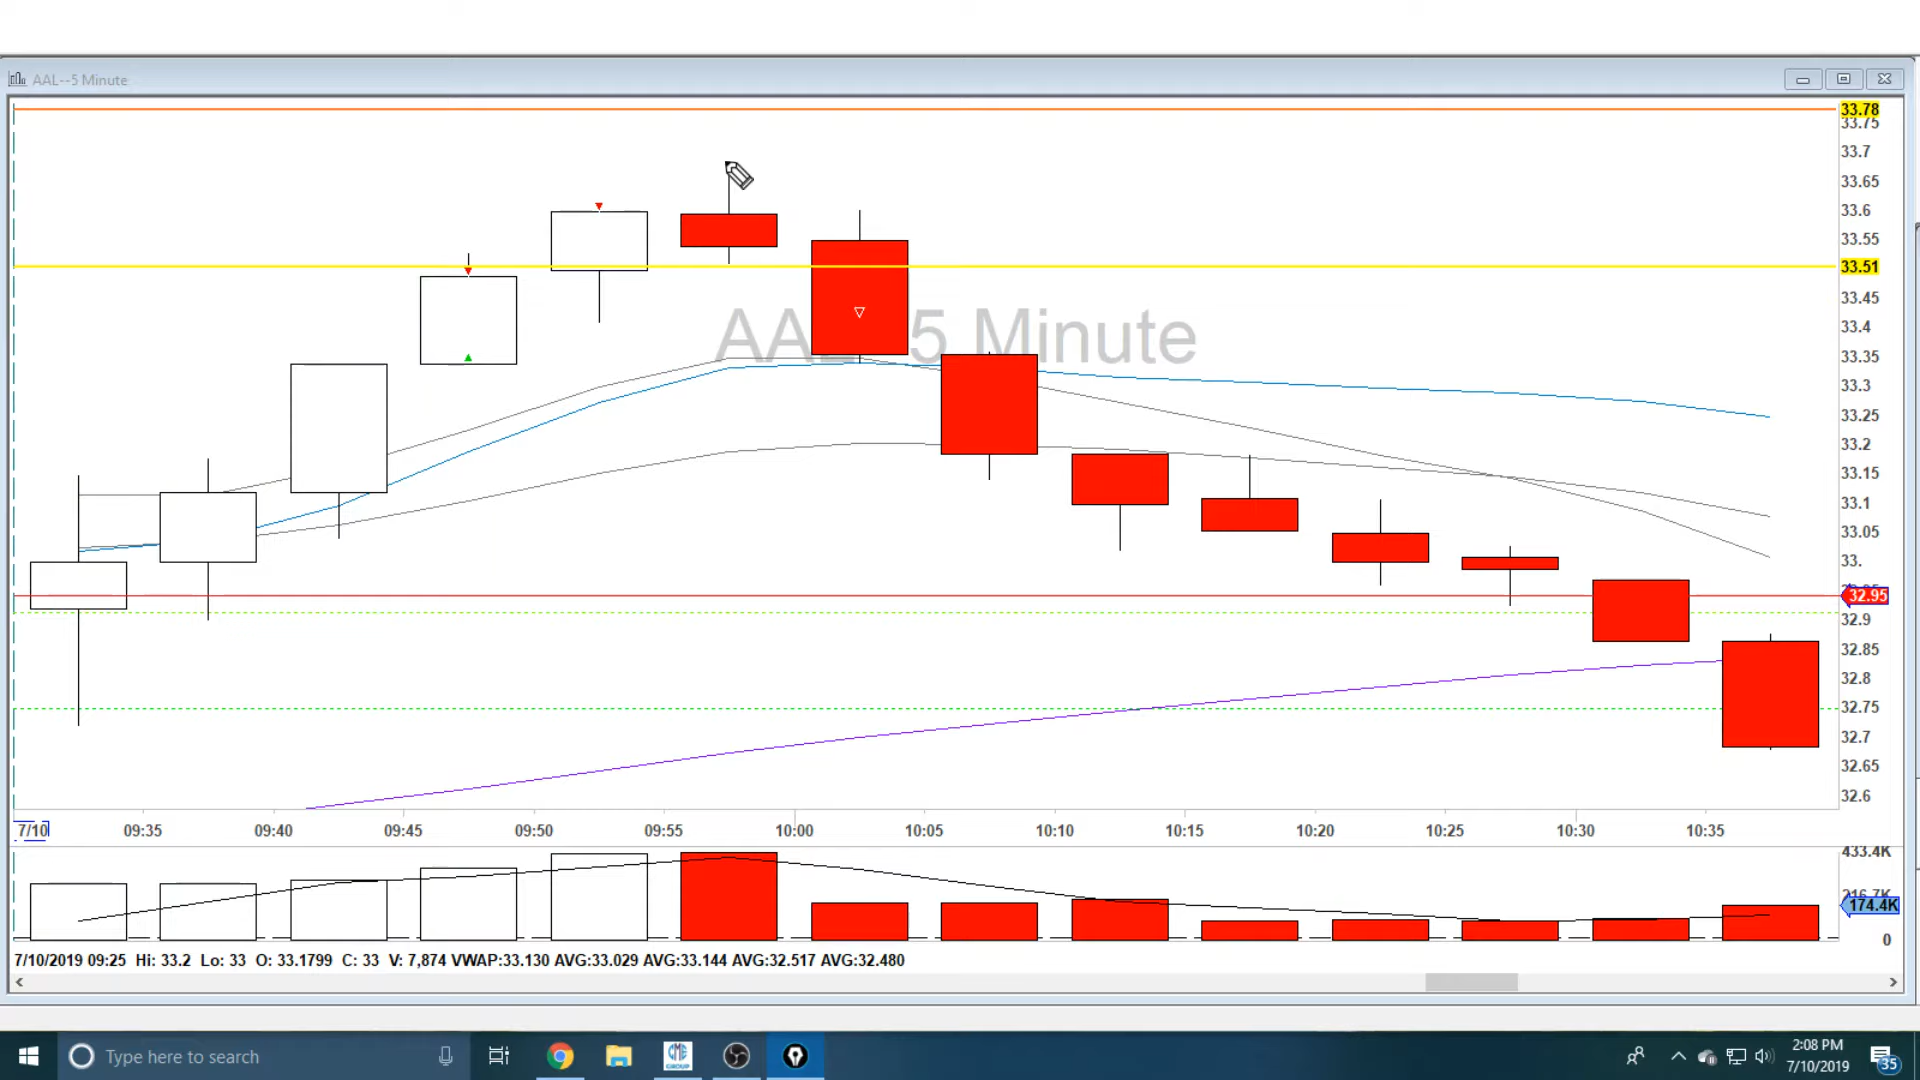 AAL--5 Minute
33.78
33.75
33.7
33.65
33.6
33.55
33.51
33.45
33.4
33.35
33.3
33.25
33.2
33.15
33.1
33.05
33.
32.95
32.9
32.85
32.8
32.75
32.7
32.65
32.6
AAL--5 Minute
7/10 09:35 09:40 09:45 09:50 09:55 10:00 10:05 10:10 10:15 10:20 10:25 10:30 10:35
433.4K
216.7K
174.4K
0
7/10/2019 09:25 Hi: 33.2 Lo: 33 O: 33.1799 C: 33 V: 7,874 VWAP:33.130 AVG:33.029 AVG:33.144 AVG:32.517 AVG:32.480
Type here to search
CME GROUP
2:08 PM
7/10/2019
35